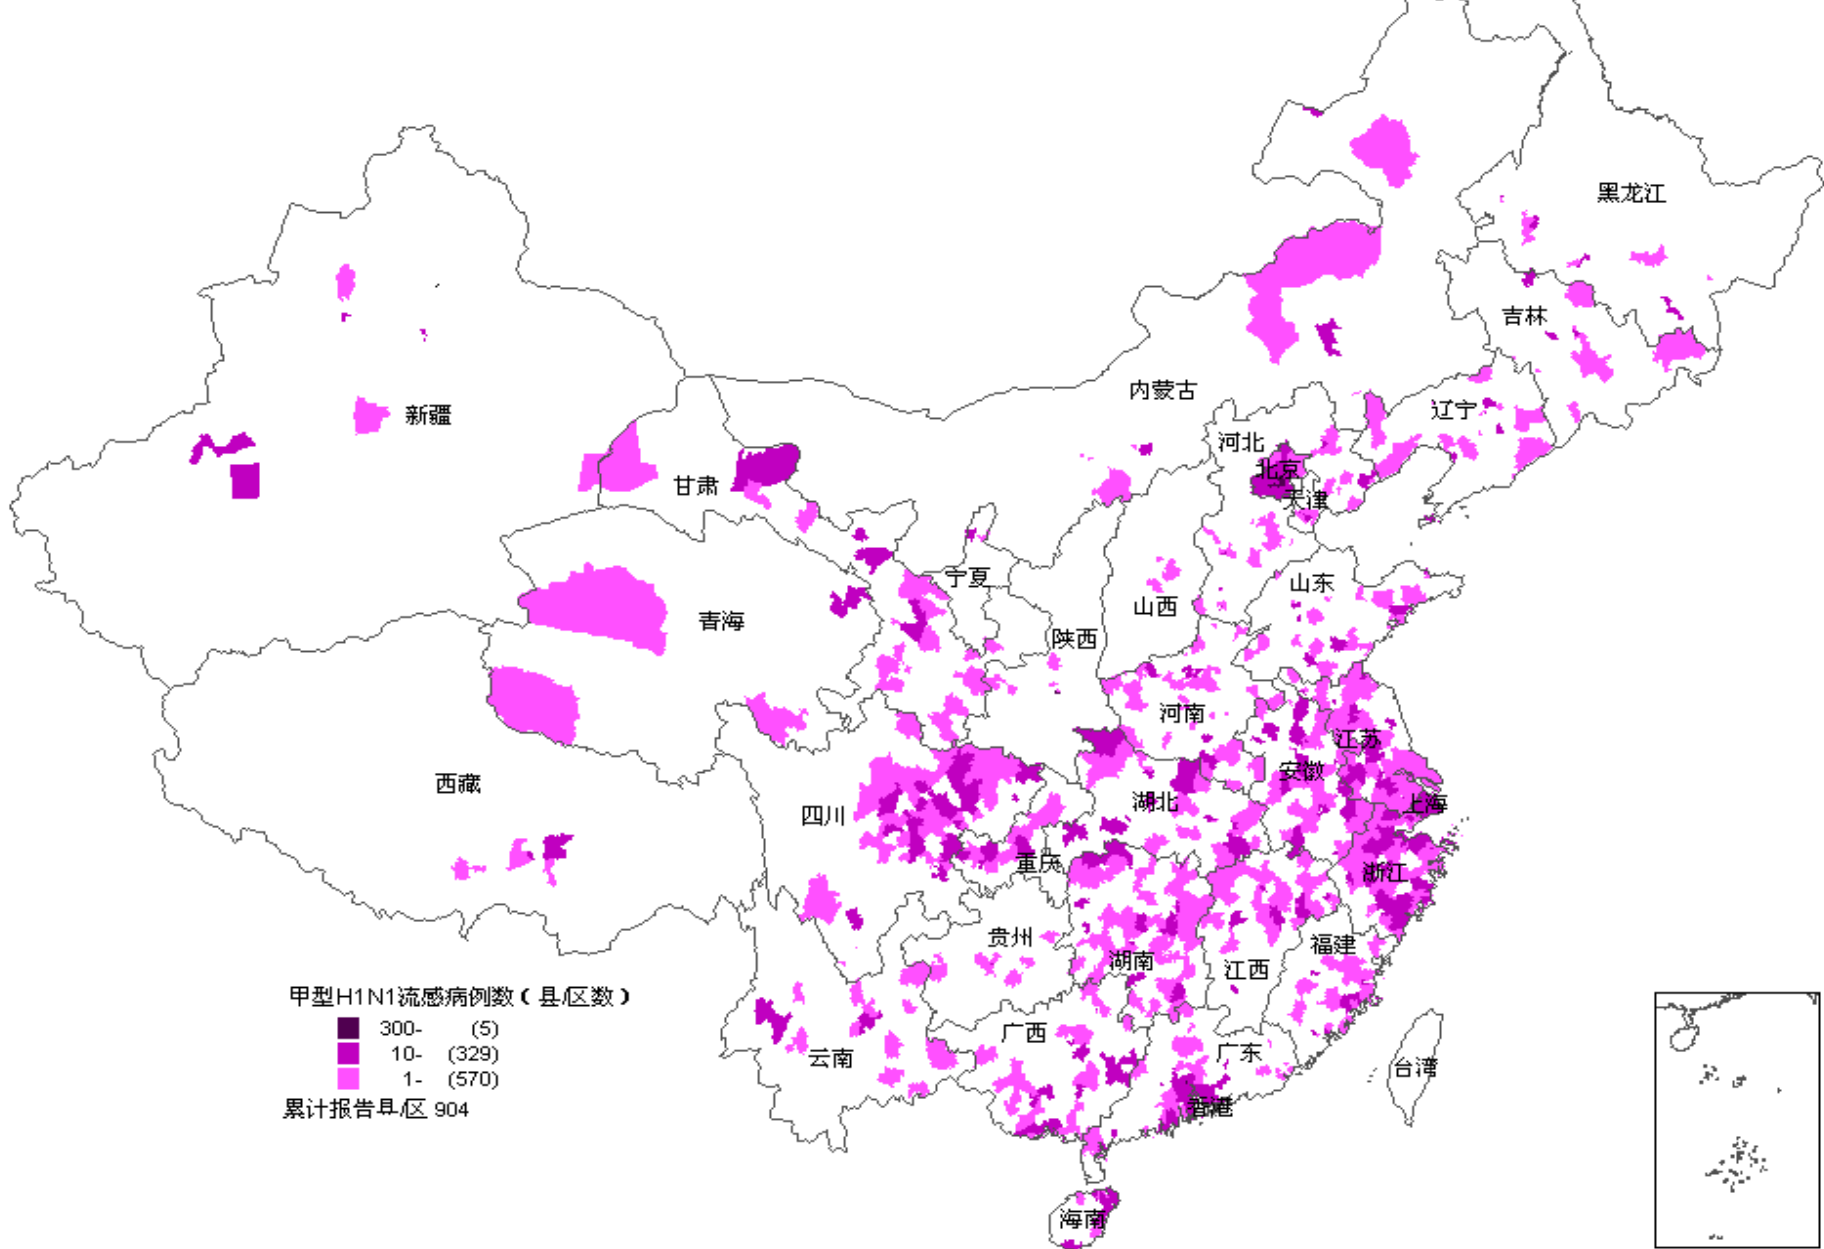 黑龙江
吉林
内蒙古
辽宁
新疆
河北
北京
甘肃
天津
宁夏
山东
山西
青海
陕西
河南
江苏
安徽
西藏
湖北
上海
四川
重庆
浙江
贵州
福建
湖南
江西
甲型H1N1流感病例数(县/区数)
300- (5)
10- (329)
1- (570)
累计报告县/区 904
广西
广东
云南
台湾
香港
海南